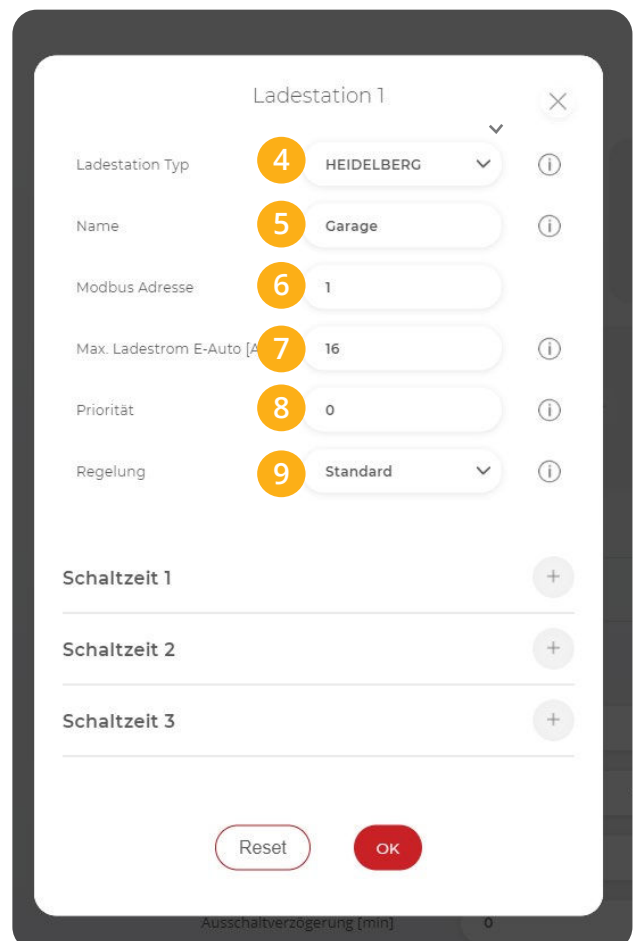 Ladestation 1
Ladestation Typ 4 HEIDELBERG
Name 5 Garage
Modbus Adresse 6 1
Max. Ladestrom E-Auto [A 7 16
Priorität 8 0
Regelung 9 Standard
Schaltzeit 1
Schaltzeit 2
Schaltzeit 3
Reset OK
Ausschaltverzögerung [min] 0